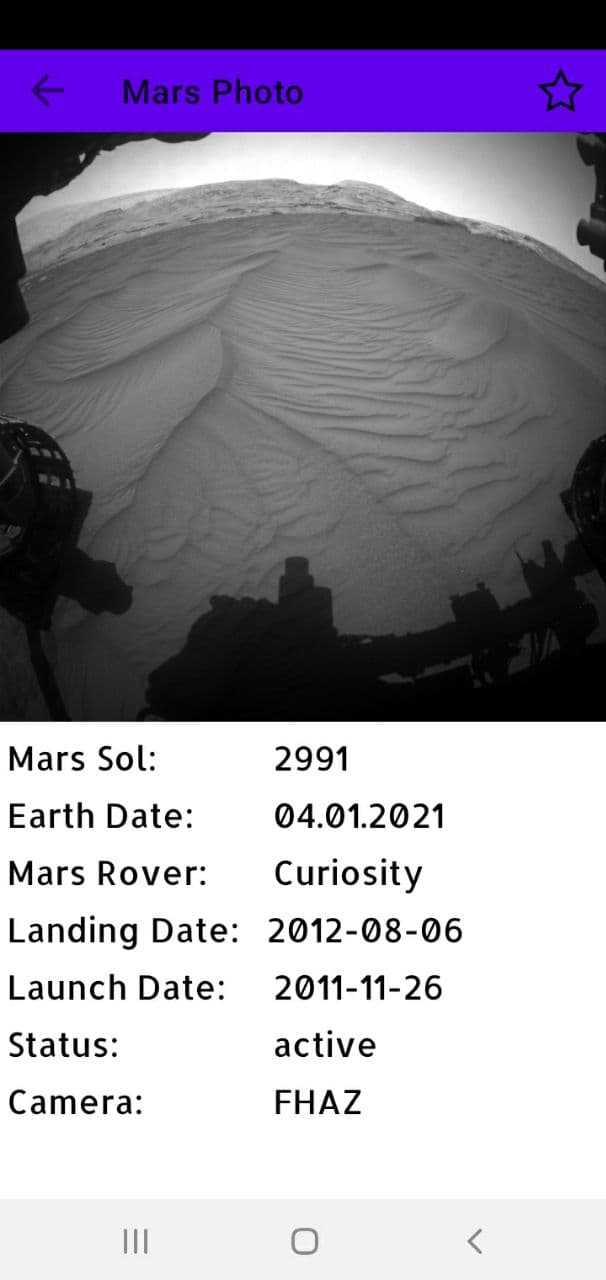 Mars Photo
Mars Sol: 2991
Earth Date: 04.01.2021
Mars Rover: Curiosity
Landing Date: 2012-08-06
Launch Date: 2011-11-26
Status: active
Camera: FHAZ